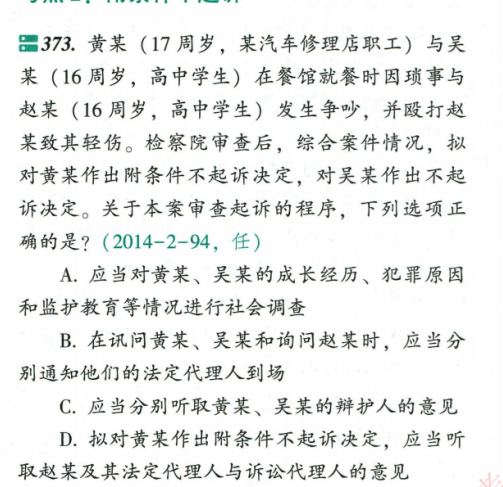 373. 黄某（17周岁，某汽车修理店职工）与吴
某（16周岁，高中学生）在餐馆就餐时因琐事与
赵某（16周岁，高中学生）发生争吵，并殴打赵
某致其轻伤。检察院审查后，综合案件情况，拟
对黄某作出附条件不起诉决定，对吴某作出不起
诉决定。关于本案审查起诉的程序，下列选项正
确的是？（2014-2-94，任）
A. 应当对黄某、吴某的成长经历、犯罪原因
和监护教育等情况进行社会调查
B. 在讯问黄某、吴某和询问赵某时，应当分
别通知他们的法定代理人到场
C. 应当分别听取黄某、吴某的辩护人的意见
D. 拟对黄某作出附条件不起诉决定，应当听
取赵某及其法定代理人与诉讼代理人的意见